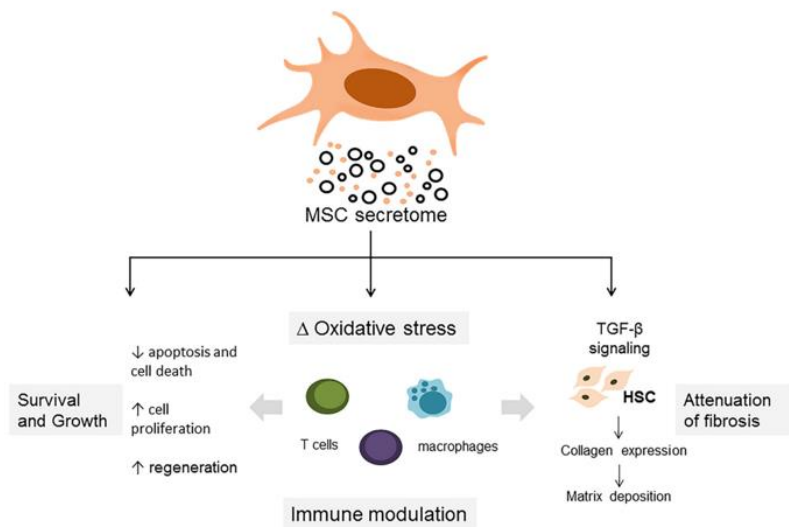 MSC secretome
Δ Oxidative stress
↓ apoptosis and
cell death
↑ cell
proliferation
↑ regeneration
Survival
and Growth
T cells
macrophages
Immune modulation
TGF-β
signaling
HSC
Collagen expression
Matrix deposition
Attenuation
of fibrosis